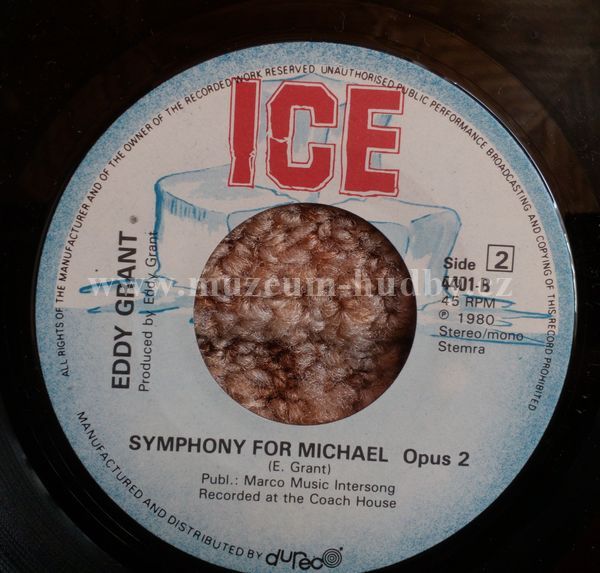 ALL RIGHTS OF THE MANUFACTURER AND OF THE OWNER OF THE RECORDED WORK RESERVED. UNAUTHORISED PUBLIC PERFORMANCE BROADCASTING AND COPYING OF THIS RECORD PROHIBITED
ICE
EDDY GRANT
Produced by Eddy Grant
Side 2
4401-B
45 RPM
℗ 1980
Stereo/mono
Stemra
www.muzeum-hudby.cz
SYMPHONY FOR MICHAEL Opus 2
(E. Grant)
Publ.: Marco Music Intersong
Recorded at the Coach House
MANUFACTURED AND DISTRIBUTED BY dureco